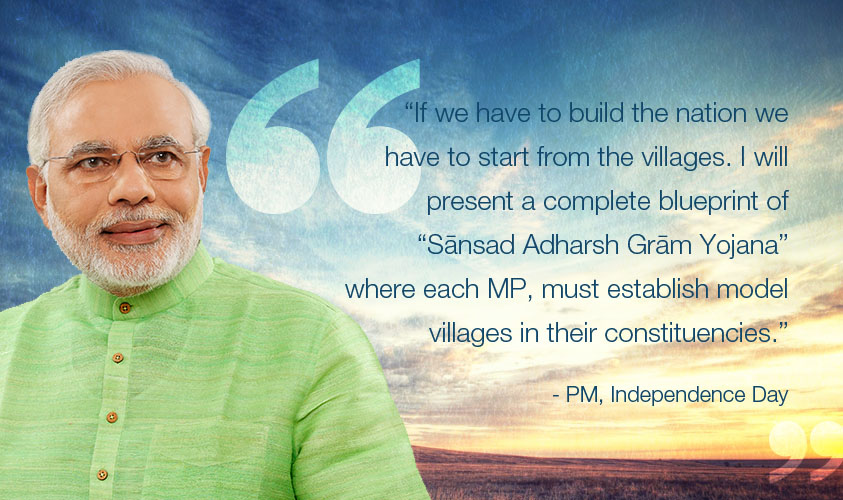 “If we have to build the nation we
have to start from the villages. I will
present a complete blueprint of
“Sānsad Adharsh Grām Yojana”
where each MP, must establish model
villages in their constituencies.”
- PM, Independence Day